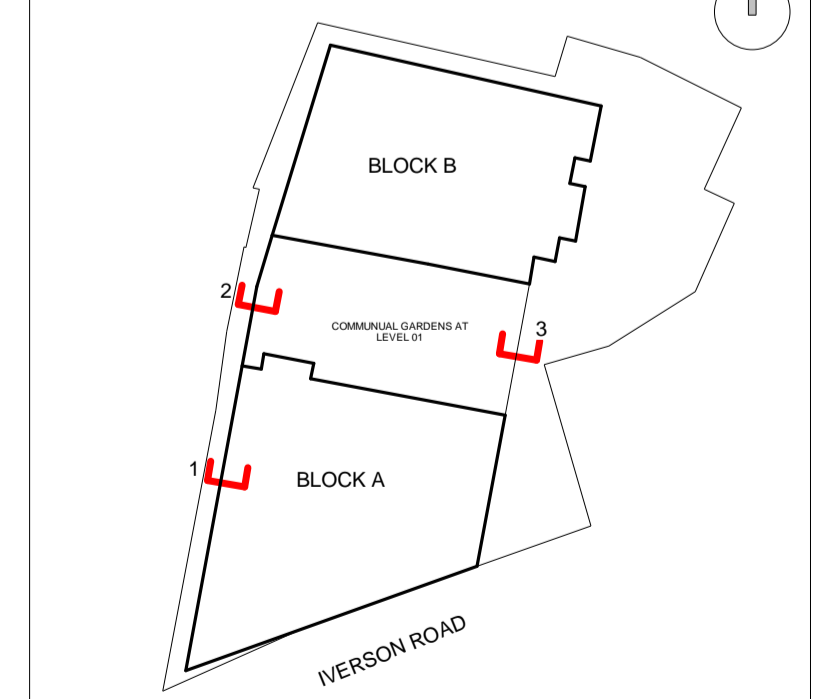 BLOCK B
2
COMMUNUAL GARDENS AT
LEVEL 01
3
1
BLOCK A
IVERSON ROAD